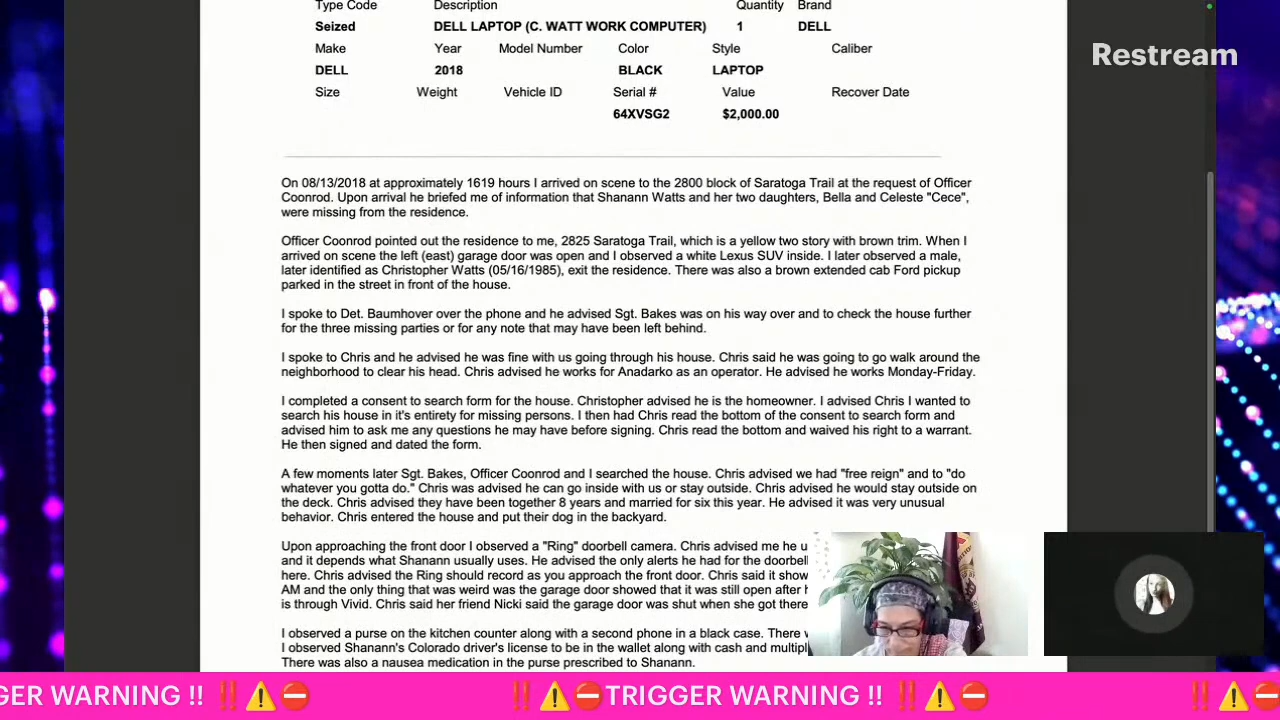 Type Code Description Quantity Brand
Seized DELL LAPTOP (C. WATT WORK COMPUTER) 1 DELL
Make Year Model Number Color Style Caliber
DELL 2018 BLACK LAPTOP
Size Weight Vehicle ID Serial # Value Recover Date
64XVSG2 $2,000.00
Restream
On 08/13/2018 at approximately 1619 hours I arrived on scene to the 2800 block of Saratoga Trail at the request of Officer
Coonrod. Upon arrival he briefed me of information that Shanann Watts and her two daughters, Bella and Celeste "Cece",
were missing from the residence.
Officer Coonrod pointed out the residence to me, 2825 Saratoga Trail, which is a yellow two story with brown trim. When I
arrived on scene the left (east) garage door was open and I observed a white Lexus SUV inside. I later observed a male,
later identified as Christopher Watts (05/16/1985), exit the residence. There was also a brown extended cab Ford pickup
parked in the street in front of the house.
I spoke to Det. Baumhover over the phone and he advised Sgt. Bakes was on his way over and to check the house further
for the three missing parties or for any note that may have been left behind.
I spoke to Chris and he advised he was fine with us going through his house. Chris said he was going to go walk around the
neighborhood to clear his head. Chris advised he works for Anadarko as an operator. He advised he works Monday-Friday.
I completed a consent to search form for the house. Christopher advised he is the homeowner. I advised Chris I wanted to
search his house in it's entirety for missing persons. I then had Chris read the bottom of the consent to search form and
advised him to ask me any questions he may have before signing. Chris read the bottom and waived his right to a warrant.
He then signed and dated the form.
A few moments later Sgt. Bakes, Officer Coonrod and I searched the house. Chris advised we had "free reign" and to "do
whatever you gotta do." Chris was advised he can go inside with us or stay outside. Chris advised he would stay outside on
the deck. Chris advised they have been together 8 years and married for six this year. He advised it was very unusual
behavior. Chris entered the house and put their dog in the backyard.
Upon approaching the front door I observed a "Ring" doorbell camera. Chris advised me he u
and it depends what Shanann usually uses. He advised the only alerts he had for the doorbell
here. Chris advised the Ring should record as you approach the front door. Chris said it show
AM and the only thing that was weird was the garage door showed that it was still open after h
is through Vivid. Chris said her friend Nicki said the garage door was shut when she got there
I observed a purse on the kitchen counter along with a second phone in a black case. There
I observed Shanann's Colorado driver's license to be in the wallet along with cash and multipl
There was also a nausea medication in the purse prescribed to Shanann.
GER WARNING !! ‼️⚠️⛔ ‼️⚠️⛔TRIGGER WARNING !! ‼️⚠️⛔ ‼️⚠️⛔